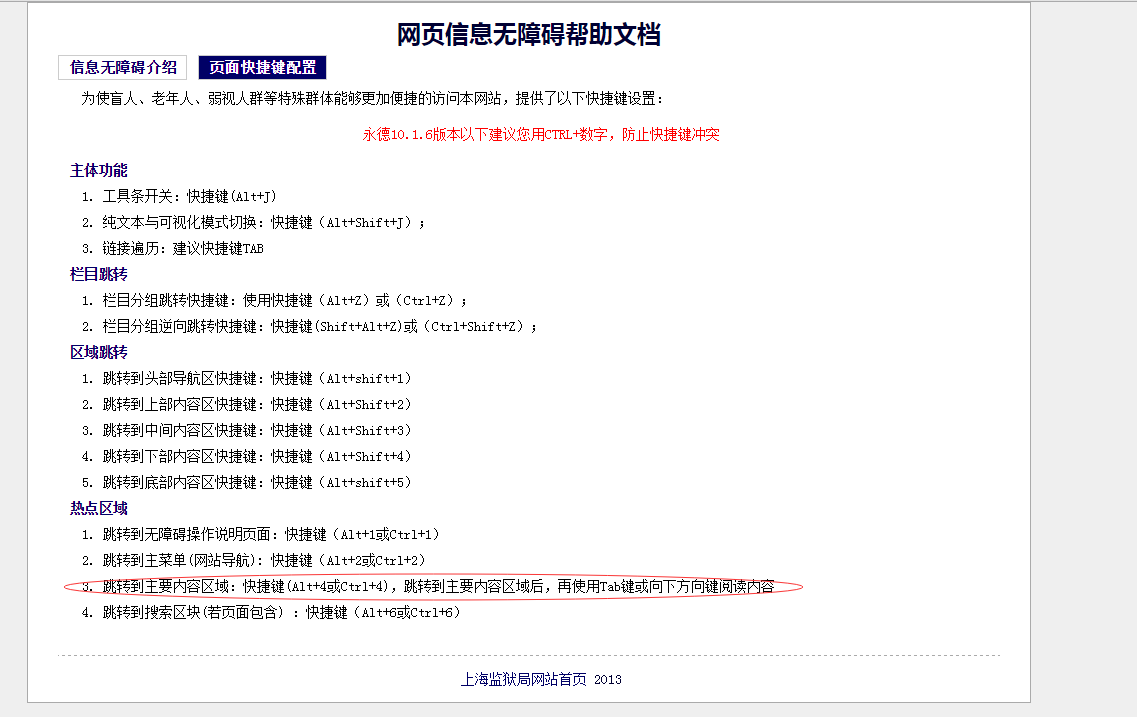 网页信息无障碍帮助文档
信息无障碍介绍 页面快捷键配置
为使盲人、老年人、弱视人群等特殊群体能够更加便捷的访问本网站，提供了以下快捷键设置：
永德10.1.6版本以下建议您用CTRL+数字，防止快捷键冲突
主体功能
1. 工具条开关：快捷键(Alt+J)
2. 纯文本与可视化模式切换：快捷键（Alt+Shift+J）；
3. 链接遍历：建议快捷键TAB
栏目跳转
1. 栏目分组跳转快捷键：使用快捷键（Alt+Z）或（Ctrl+Z）；
2. 栏目分组逆向跳转快捷键：快捷键(Shift+Alt+Z)或（Ctrl+Shift+Z）；
区域跳转
1. 跳转到头部导航区快捷键：快捷键（Alt+shift+1）
2. 跳转到上部内容区快捷键：快捷键（Alt+Shift+2）
3. 跳转到中间内容区快捷键：快捷键（Alt+Shift+3）
4. 跳转到下部内容区快捷键：快捷键（Alt+Shift+4）
5. 跳转到底部内容区快捷键：快捷键（Alt+shift+5）
热点区域
1. 跳转到无障碍操作说明页面：快捷键（Alt+1或Ctrl+1）
2. 跳转到主菜单(网站导航)：快捷键（Alt+2或Ctrl+2）
3. 跳转到主要内容区域：快捷键(Alt+4或Ctrl+4)，跳转到主要内容区域后，再使用Tab键或向下方向键阅读内容
4. 跳转到搜索区块(若页面包含) ：快捷键（Alt+6或Ctrl+6）
上海监狱局网站首页 2013